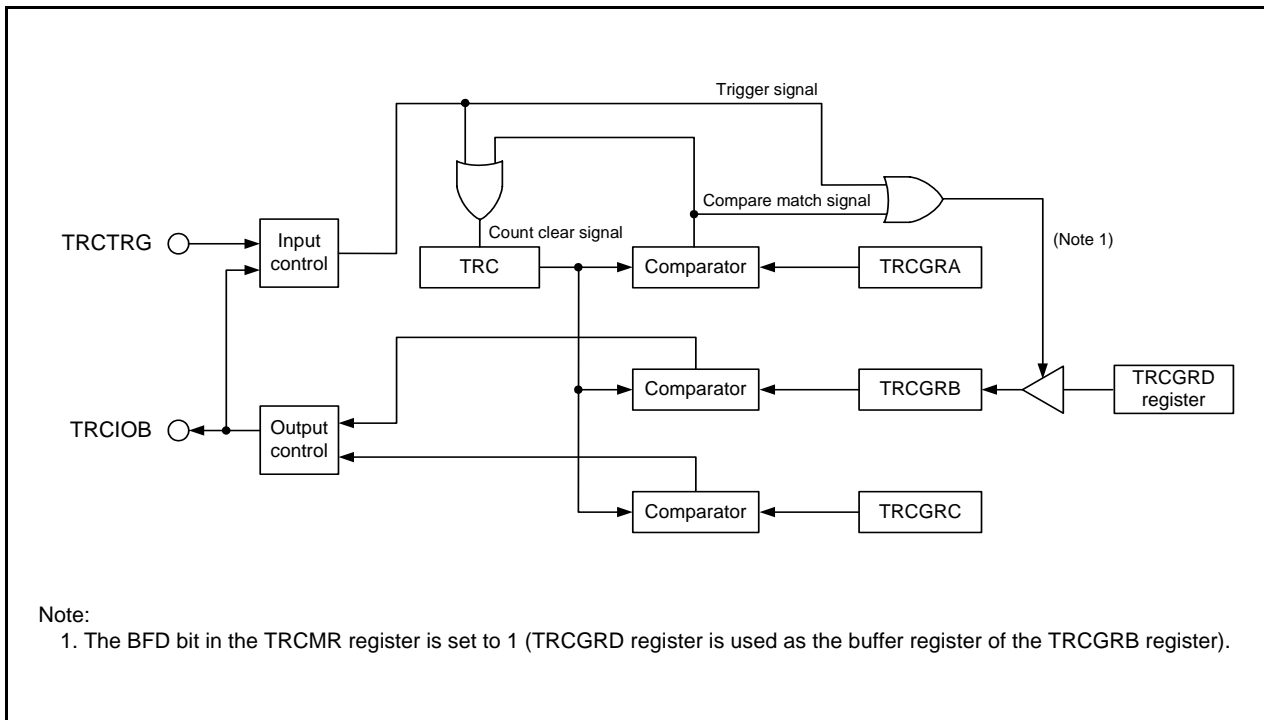 Trigger signal
Compare match signal
Count clear signal
(Note 1)
TRCTRG
Input
control
TRC
Comparator
TRCGRA
Comparator
TRCGRB
TRCGRD
register
TRCIOB
Output
control
Comparator
TRCGRC
Note:
1. The BFD bit in the TRCMR register is set to 1 (TRCGRD register is used as the buffer register of the TRCGRB register).